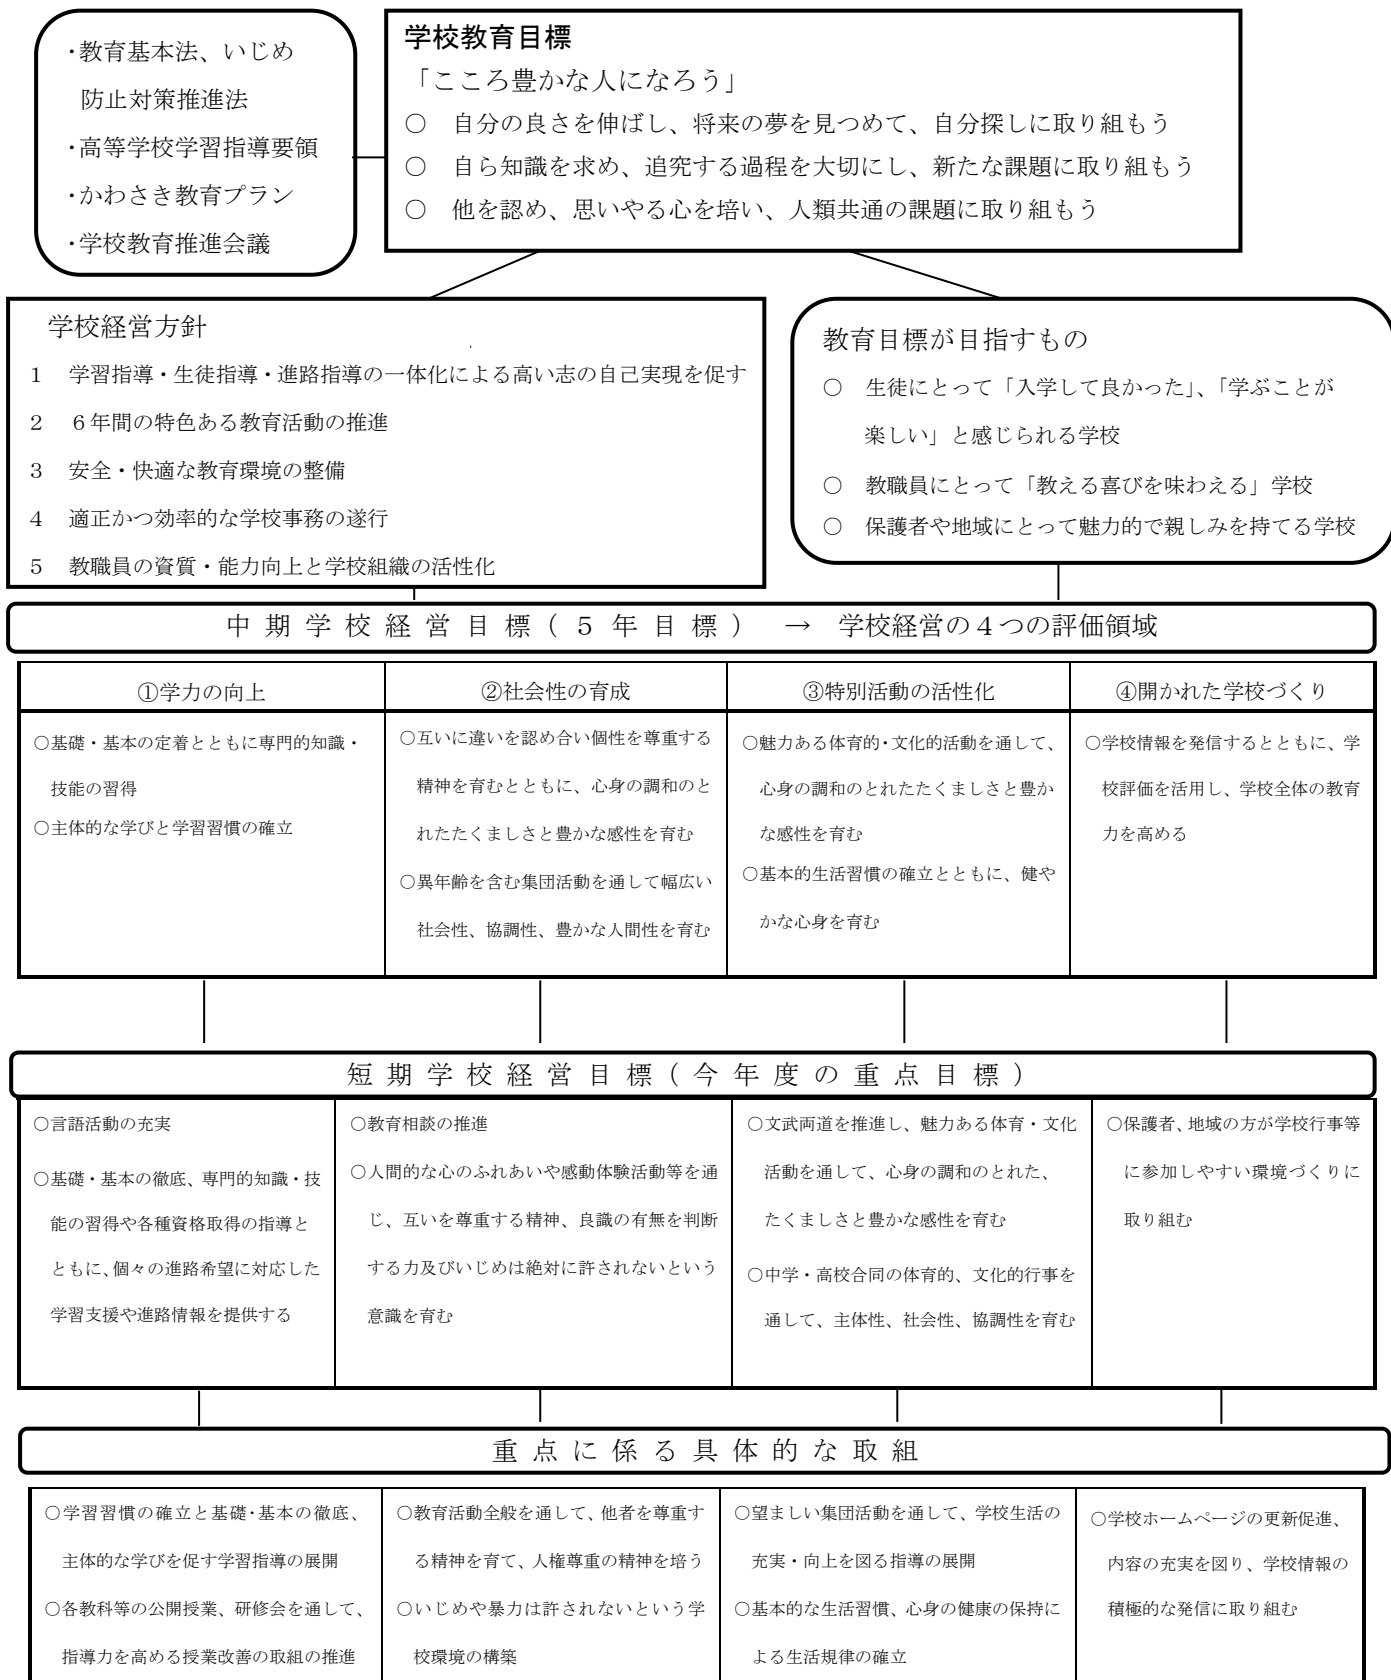 ・教育基本法、いじめ
防止対策推進法
・高等学校学習指導要領
・かわさき教育プラン
・学校教育推進会議
学校教育目標
「こころ豊かな人になろう」
○　自分の良さを伸ばし、将来の夢を見つめて、自分探しに取り組もう
○　自ら知識を求め、追究する過程を大切にし、新たな課題に取り組もう
○　他を認め、思いやる心を培い、人類共通の課題に取り組もう
学校経営方針
1　学習指導・生徒指導・進路指導の一体化による高い志の自己実現を促す
2　６年間の特色ある教育活動の推進
3　安全・快適な教育環境の整備
4　適正かつ効率的な学校事務の遂行
5　教職員の資質・能力向上と学校組織の活性化
教育目標が目指すもの
○　生徒にとって「入学して良かった」、「学ぶことが
楽しい」と感じられる学校
○　教職員にとって「教える喜びを味わえる」学校
○　保護者や地域にとって魅力的で親しみを持てる学校
中期学校経営目標(５年目標)　→　学校経営の４つの評価領域
①学力の向上
○基礎・基本の定着とともに専門的知識・
技能の習得
○主体的な学びと学習習慣の確立
②社会性の育成
○互いに違いを認め合い個性を尊重する
精神を育むとともに、心身の調和のと
れたたくましさと豊かな感性を育む
○異年齢を含む集団活動を通して幅広い
社会性、協調性、豊かな人間性を育む
③特別活動の活性化
○魅力ある体育的・文化的活動を通して、
心身の調和のとれたたくましさと豊か
な感性を育む
○基本的生活習慣の確立とともに、健や
かな心身を育む
④開かれた学校づくり
○学校情報を発信するとともに、学
校評価を活用し、学校全体の教育
力を高める
短期学校経営目標(今年度の重点目標)
○言語活動の充実
○基礎・基本の徹底、専門的知識・技
能の習得や各種資格取得の指導と
ともに、個々の進路希望に対応した
学習支援や進路情報を提供する
○教育相談の推進
○人間的な心のふれあいや感動体験活動等を通
じ、互いを尊重する精神、良識の有無を判断
する力及びいじめは絶対に許されないという
意識を育む
○文武両道を推進し、魅力ある体育・文化
活動を通して、心身の調和のとれた、
たくましさと豊かな感性を育む
○中学・高校合同の体育的、文化的行事を
通して、主体性、社会性、協調性を育む
○保護者、地域の方が学校行事等
に参加しやすい環境づくりに
取り組む
重点に係る具体的な取組
○学習習慣の確立と基礎・基本の徹底、
主体的な学びを促す学習指導の展開
○各教科等の公開授業、研修会を通して、
指導力を高める授業改善の取組の推進
○教育活動全般を通して、他者を尊重す
る精神を育て、人権尊重の精神を培う
○いじめや暴力は許されないという学
校環境の構築
○望ましい集団活動を通して、学校生活の
充実・向上を図る指導の展開
○基本的な生活習慣、心身の健康の保持に
よる生活規律の確立
○学校ホームページの更新促進、
内容の充実を図り、学校情報の
積極的な発信に取り組む